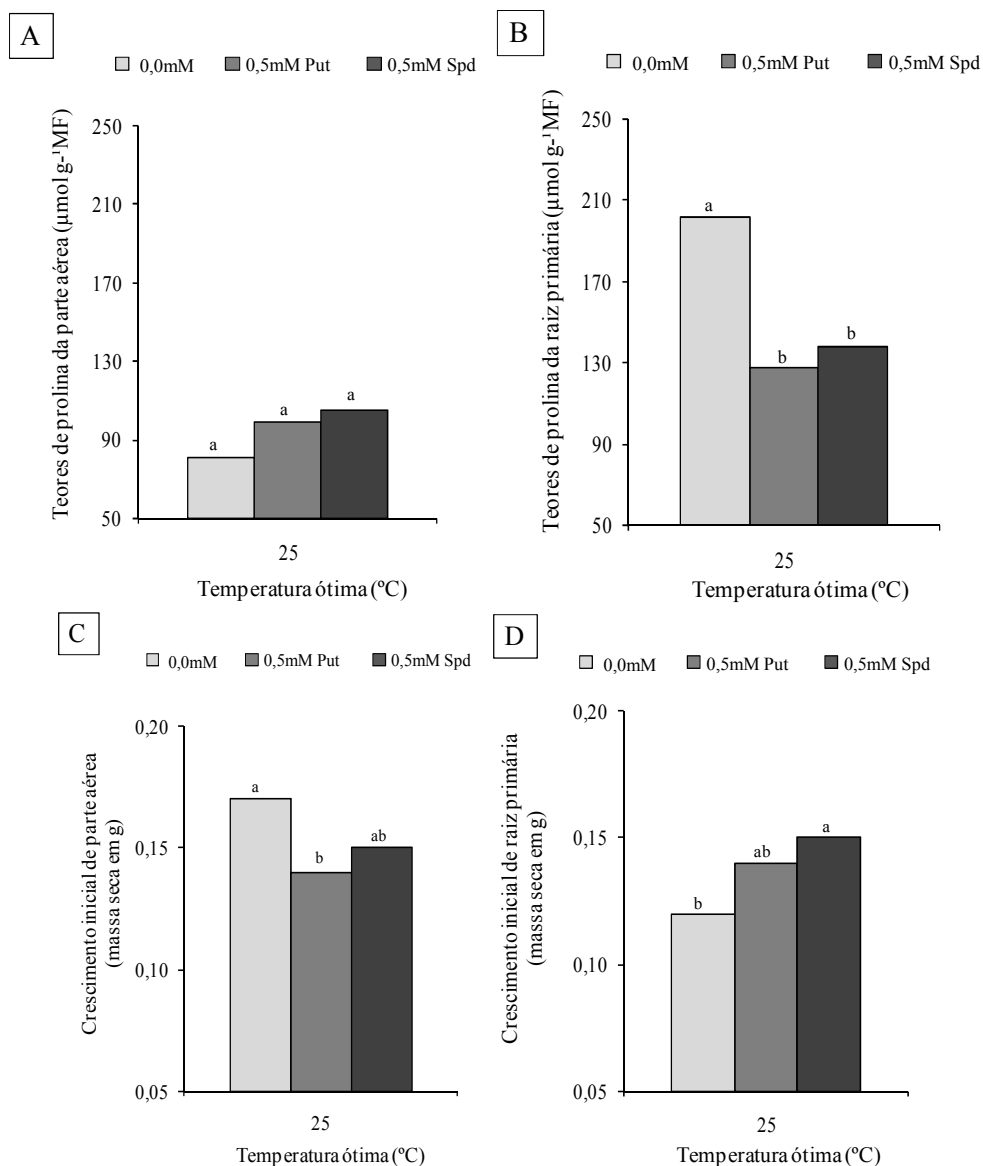 A
0,0mM 0,5mM Put 0,5mM Spd
Teores de prolina da parte aérea (µmol g-¹MF)
250
210
170
130
90
50
a
a
a
25
Temperatura ótima (ºC)
B
0,0mM 0,5mM Put 0,5mM Spd
Teores de prolina da raiz primária (µmol g-¹MF)
250
210
170
130
90
50
a
b
b
25
Temperatura ótima (ºC)
C
0,0mM 0,5mM Put 0,5mM Spd
Crescimento inicial de parte aérea
(massa seca em g)
0,20
0,15
0,10
0,05
a
b
ab
25
Temperatura ótima (ºC)
D
0,0mM 0,5mM Put 0,5mM Spd
Crescimento inicial de raiz primária
(massa seca em g)
0,20
0,15
0,10
0,05
b
ab
a
25
Temperatura ótima (ºC)